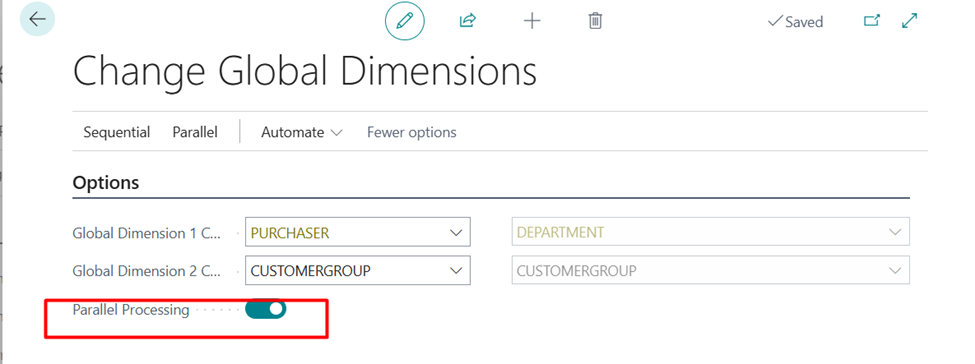 Saved
Change Global Dimensions
Sequential Parallel Automate Fewer options
Options
Global Dimension 1 C... PURCHASER DEPARTMENT
Global Dimension 2 C... CUSTOMERGROUP CUSTOMERGROUP
Parallel Processing